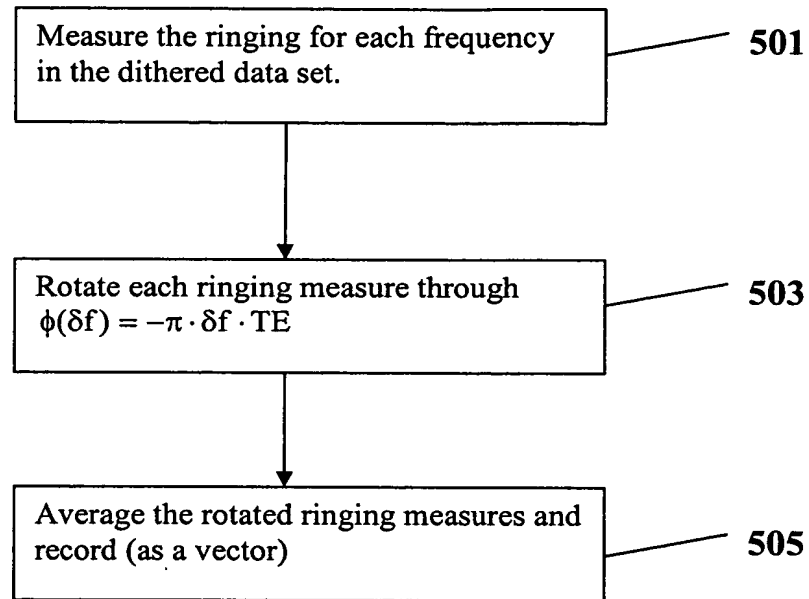 Measure the ringing for each frequency
in the dithered data set.
501
Rotate each ringing measure through
ϕ(δf) = −π · δf · TE
503
Average the rotated ringing measures and
record (as a vector)
505